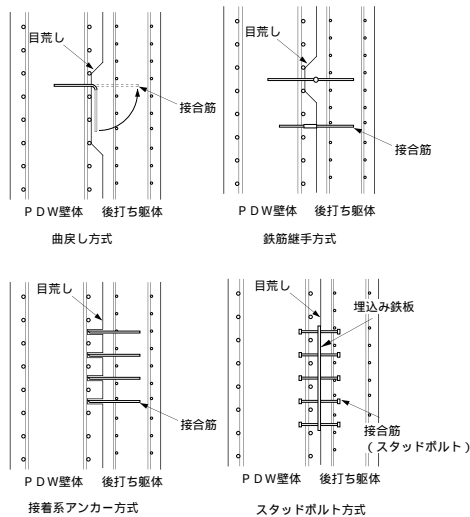 目荒し
接合筋
ＰＤＷ壁体 後打ち躯体
曲戻し方式
目荒し
接合筋
ＰＤＷ壁体 後打ち躯体
鉄筋継手方式
目荒し
接合筋
ＰＤＷ壁体 後打ち躯体
接着系アンカー方式
目荒し
埋込み鉄板
接合筋
（スタッドボルト）
ＰＤＷ壁体 後打ち躯体
スタッドボルト方式